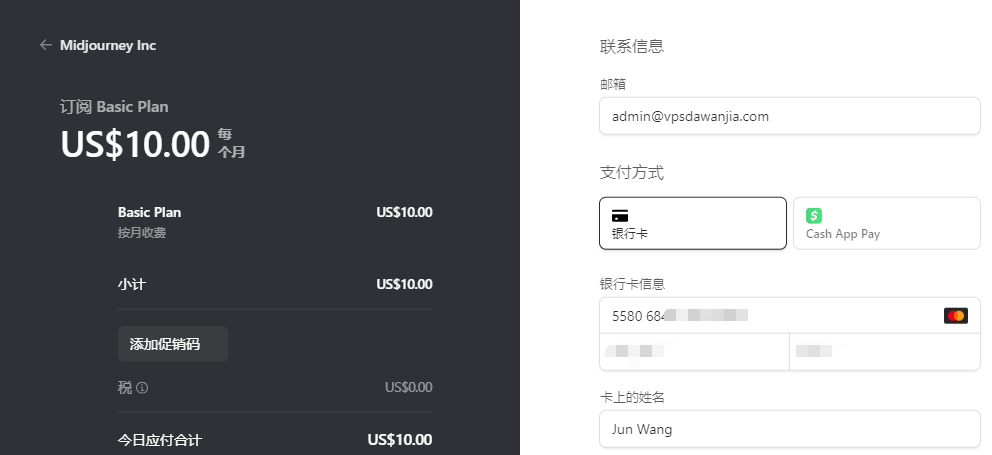 Midjourney Inc
订阅 Basic Plan
US$10.00 每
个月
Basic Plan US$10.00
按月收费
小计 US$10.00
添加促销码
税 US$0.00
今日应付合计 US$10.00
联系信息
邮箱
admin@vpsdawanjia.com
支付方式
银行卡
Cash App Pay
银行卡信息
5580 68
卡上的姓名
Jun Wang